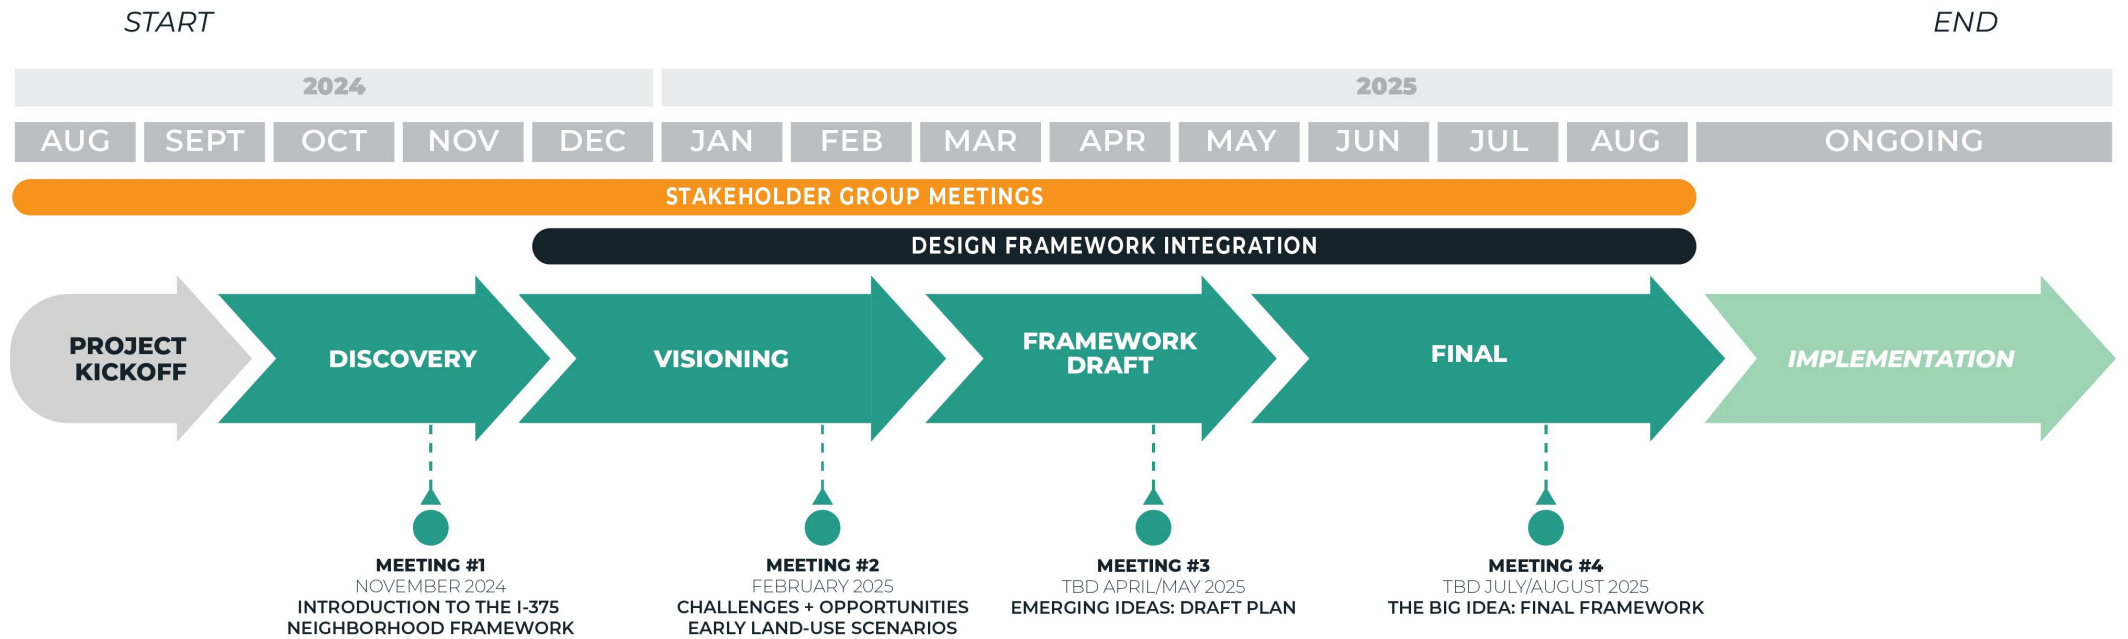 START
END
2024
2025
AUG
SEPT
OCT
NOV
DEC
JAN
FEB
MAR
APR
MAY
JUN
JUL
AUG
ONGOING
STAKEHOLDER GROUP MEETINGS
DESIGN FRAMEWORK INTEGRATION
PROJECT
KICKOFF
DISCOVERY
VISIONING
FRAMEWORK
DRAFT
FINAL
IMPLEMENTATION
MEETING #1
NOVEMBER 2024
INTRODUCTION TO THE I-375
NEIGHBORHOOD FRAMEWORK
MEETING #2
FEBRUARY 2025
CHALLENGES + OPPORTUNITIES
EARLY LAND-USE SCENARIOS
MEETING #3
TBD APRIL/MAY 2025
EMERGING IDEAS: DRAFT PLAN
MEETING #4
TBD JULY/AUGUST 2025
THE BIG IDEA: FINAL FRAMEWORK